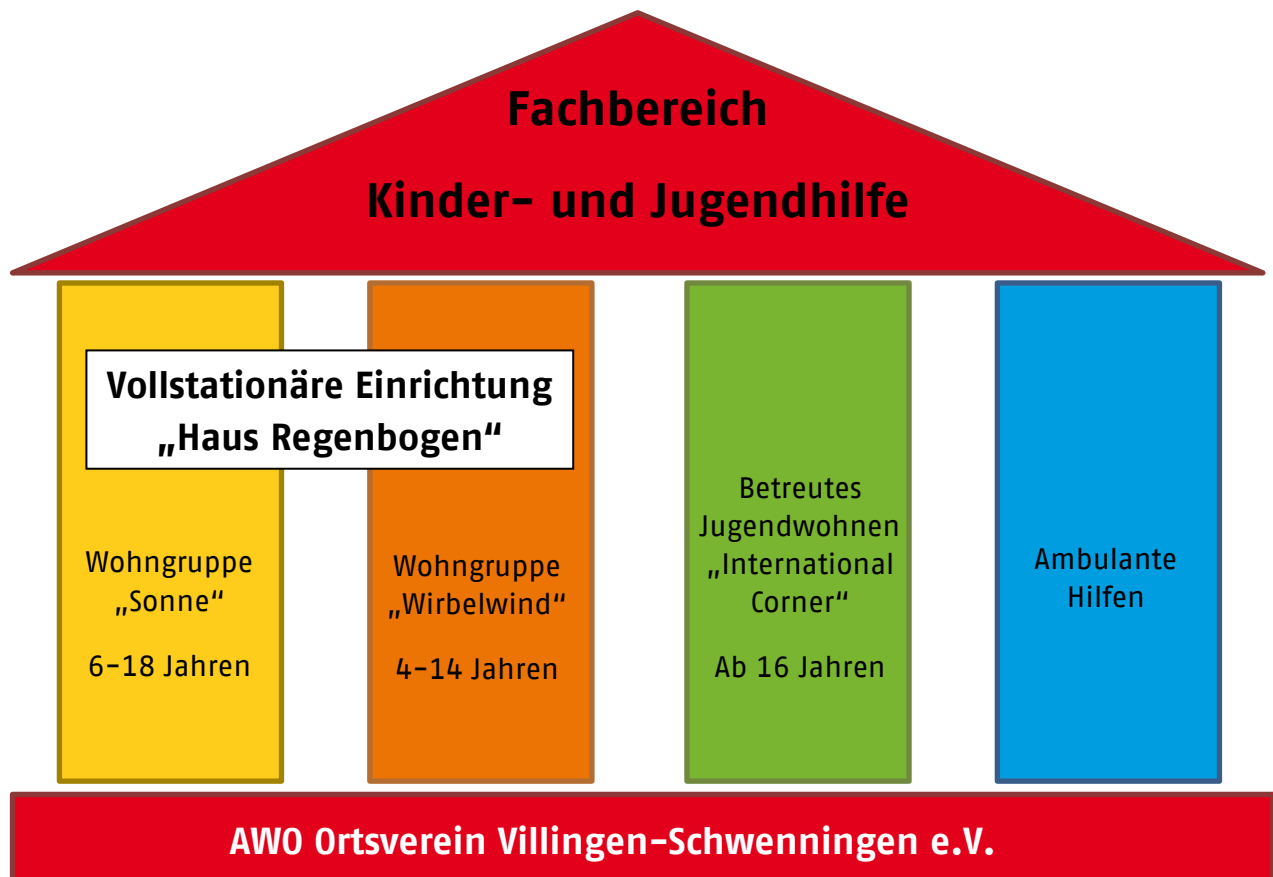 Fachbereich
Kinder- und Jugendhilfe
Vollstationäre Einrichtung
„Haus Regenbogen“
Wohngruppe
„Sonne“
6-18 Jahren
Wohngruppe
„Wirbelwind“
4-14 Jahren
Betreutes
Jugendwohnen
„International
Corner“
Ab 16 Jahren
Ambulante
Hilfen
AWO Ortsverein Villingen-Schwenningen e.V.